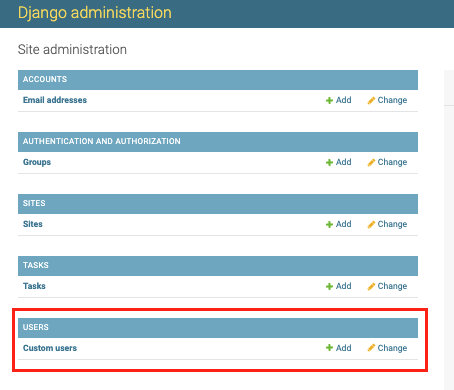 Django administration
Site administration
ACCOUNTS
Email addresses Add Change
AUTHENTICATION AND AUTHORIZATION
Groups Add Change
SITES
Sites Add Change
TASKS
Tasks Add Change
USERS
Custom users Add Change